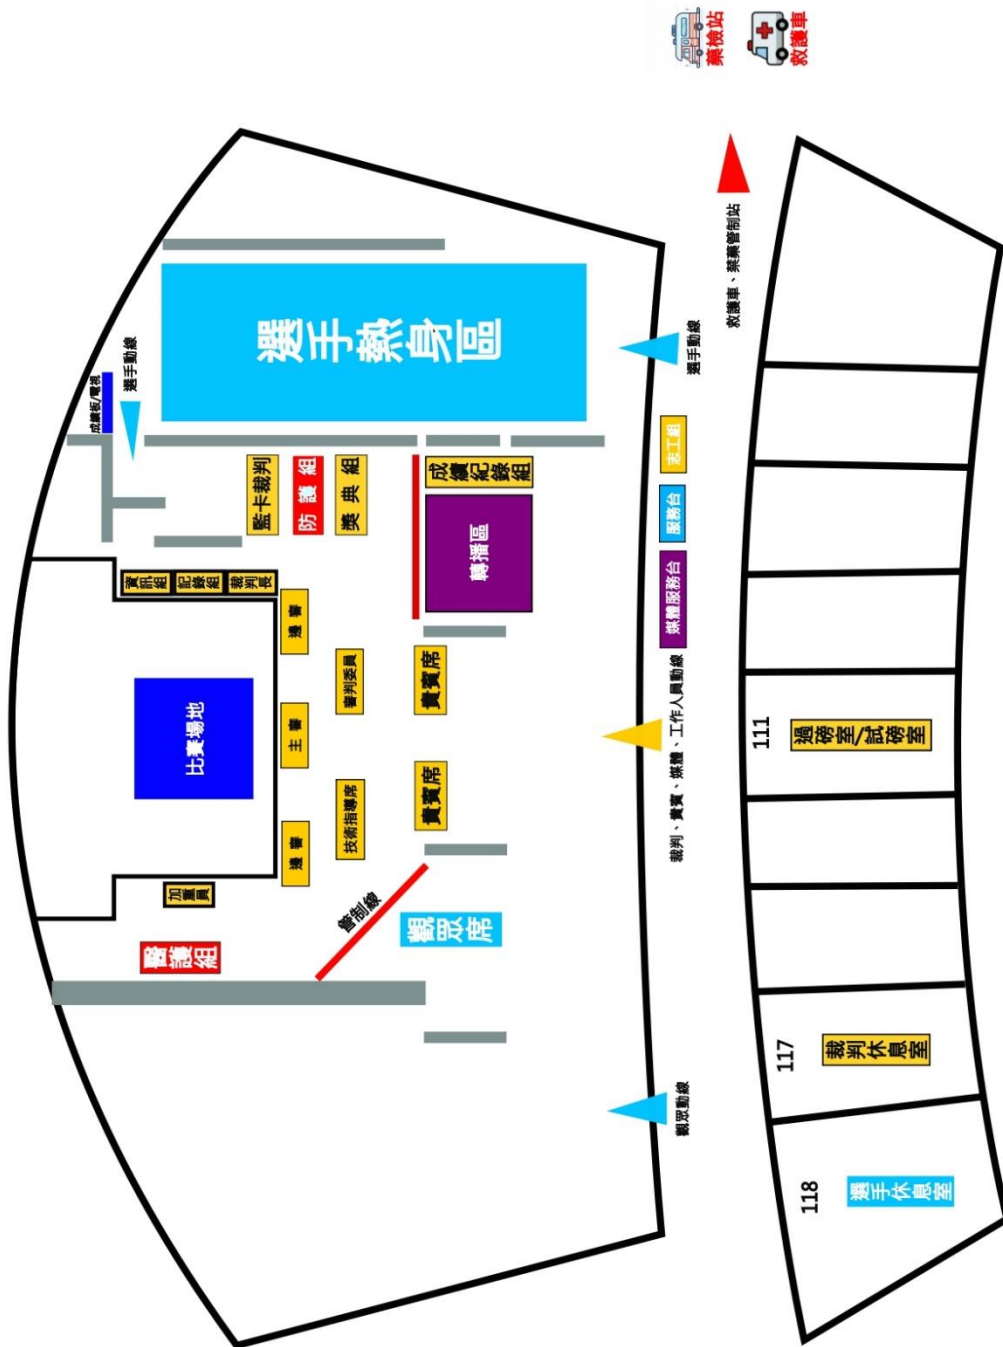 成績板/電視
選手動線
醫護組
加重員
比賽場地
資訊組
記錄組
裁判長
監卡裁判
防護組
獎典組
選手熱身區
邊審
主審
邊審
技術指導席
審判委員
管制線
觀眾席
貴賓席
貴賓席
轉播區
成績紀錄組
觀眾動線
裁判、貴賓、媒體、工作人員動線
媒體服務台
服務台
志工組
選手動線
救護車、禁藥管制站
藥檢站
救護車
118
選手休息室
117
裁判休息室
111
過磅室/試磅室